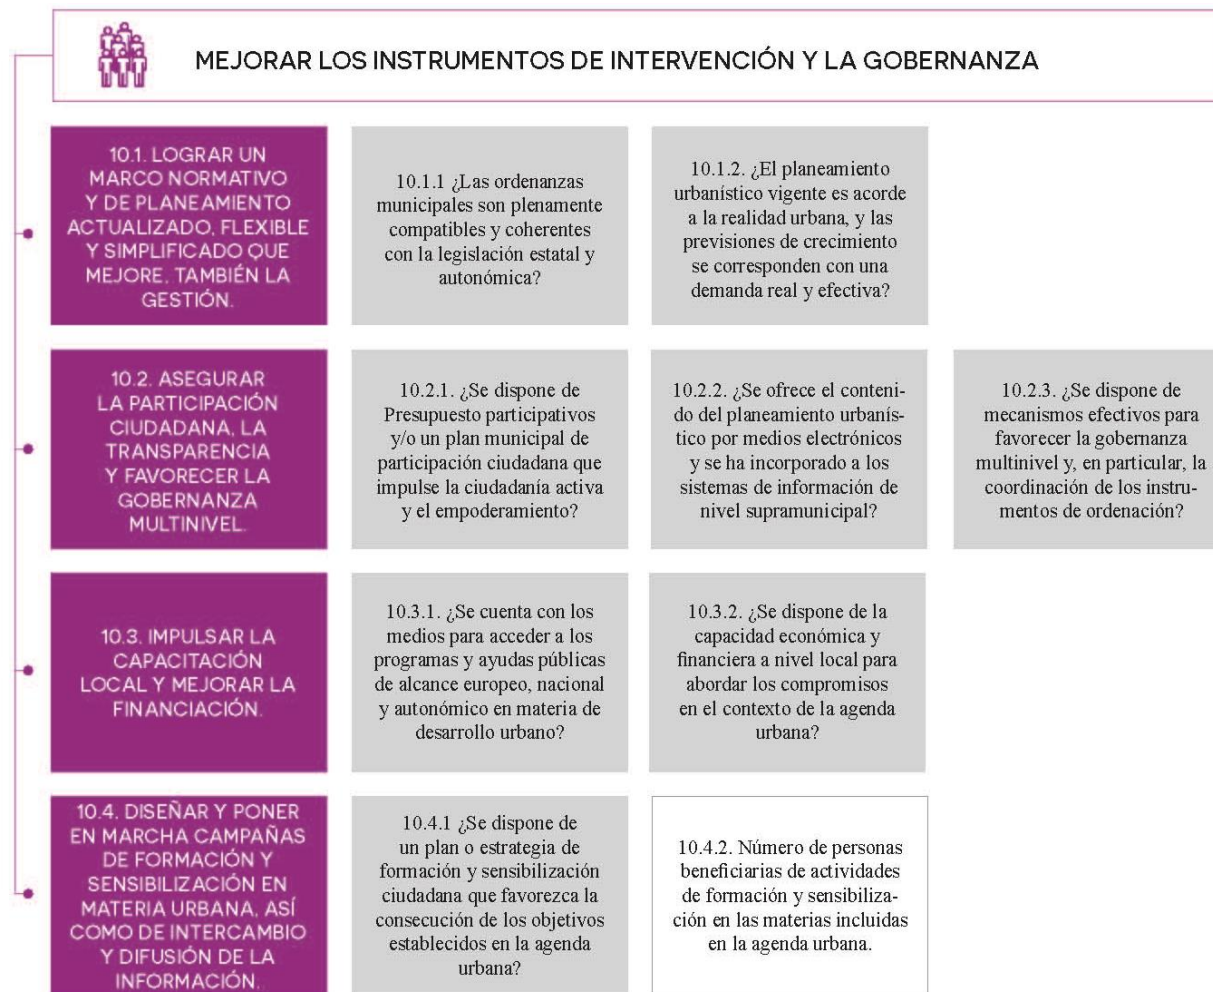 MEJORAR LOS INSTRUMENTOS DE INTERVENCIÓN Y LA GOBERNANZA
10.1. LOGRAR UN
MARCO NORMATIVO
Y DE PLANEAMIENTO
ACTUALIZADO, FLEXIBLE
Y SIMPLIFICADO QUE
MEJORE, TAMBIÉN LA
GESTIÓN.
10.1.1 ¿Las ordenanzas
municipales son plenamente
compatibles y coherentes
con la legislación estatal y
autonómica?
10.1.2. ¿El planeamiento
urbanístico vigente es acorde
a la realidad urbana, y las
previsiones de crecimiento
se corresponden con una
demanda real y efectiva?
10.2. ASEGURAR
LA PARTICIPACIÓN
CIUDADANA, LA
TRANSPARENCIA
Y FAVORECER LA
GOBERNANZA
MULTINIVEL.
10.2.1. ¿Se dispone de
Presupuesto participativos
y/o un plan municipal de
participación ciudadana que
impulse la ciudadanía activa
y el empoderamiento?
10.2.2. ¿Se ofrece el conteni-
do del planeamiento urbanís-
tico por medios electrónicos
y se ha incorporado a los
sistemas de información de
nivel supramunicipal?
10.2.3. ¿Se dispone de
mecanismos efectivos para
favorecer la gobernanza
multinivel y, en particular, la
coordinación de los instru-
mentos de ordenación?
10.3. IMPULSAR LA
CAPACITACIÓN
LOCAL Y MEJORAR LA
FINANCIACIÓN.
10.3.1. ¿Se cuenta con los
medios para acceder a los
programas y ayudas públicas
de alcance europeo, nacional
y autonómico en materia de
desarrollo urbano?
10.3.2. ¿Se dispone de la
capacidad económica y
financiera a nivel local para
abordar los compromisos
en el contexto de la agenda
urbana?
10.4. DISEÑAR Y PONER
EN MARCHA CAMPAÑAS
DE FORMACIÓN Y
SENSIBILIZACIÓN EN
MATERIA URBANA, ASÍ
COMO DE INTERCAMBIO
Y DIFUSIÓN DE LA
INFORMACIÓN.
10.4.1 ¿Se dispone de
un plan o estrategia de
formación y sensibilización
ciudadana que favorezca la
consecución de los objetivos
establecidos en la agenda
urbana?
10.4.2. Número de personas
beneficiarias de actividades
de formación y sensibiliza-
ción en las materias incluidas
en la agenda urbana.